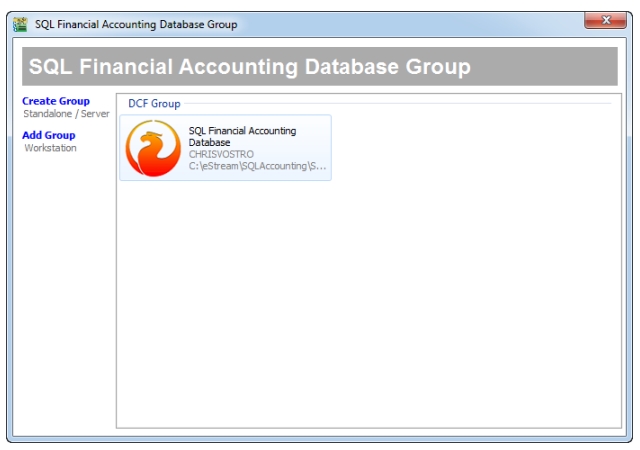 SQL Financial Accounting Database Group
SQL Financial Accounting Database Group
Create Group
Standalone / Server
Add Group
Workstation
DCF Group
SQL Financial Accounting
Database
CHRISVOSTRO
C:\eStream\SQLAccounting\S...